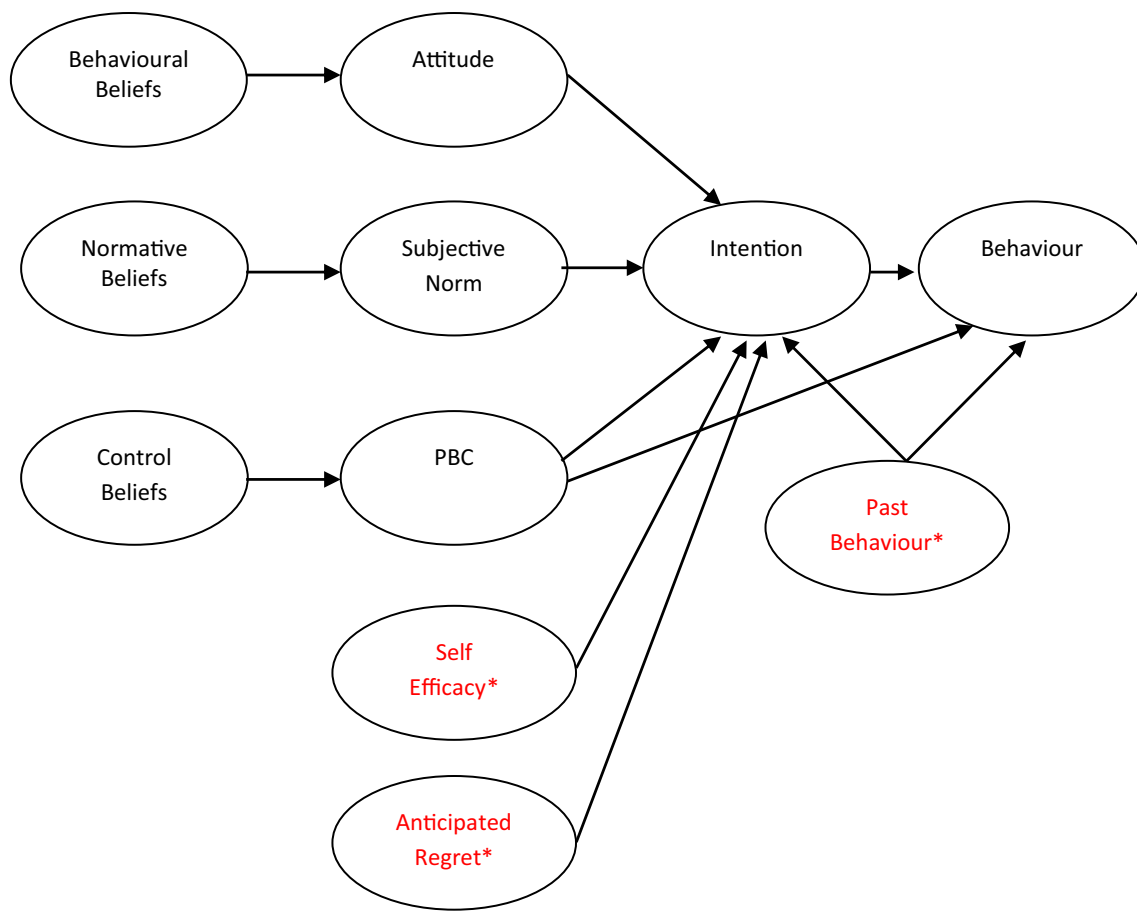 Behavioural
Beliefs
Attitude
Normative
Beliefs
Subjective
Norm
Intention
Behaviour
Control
Beliefs
PBC
Past
Behaviour*
Self
Efficacy*
Anticipated
Regret*